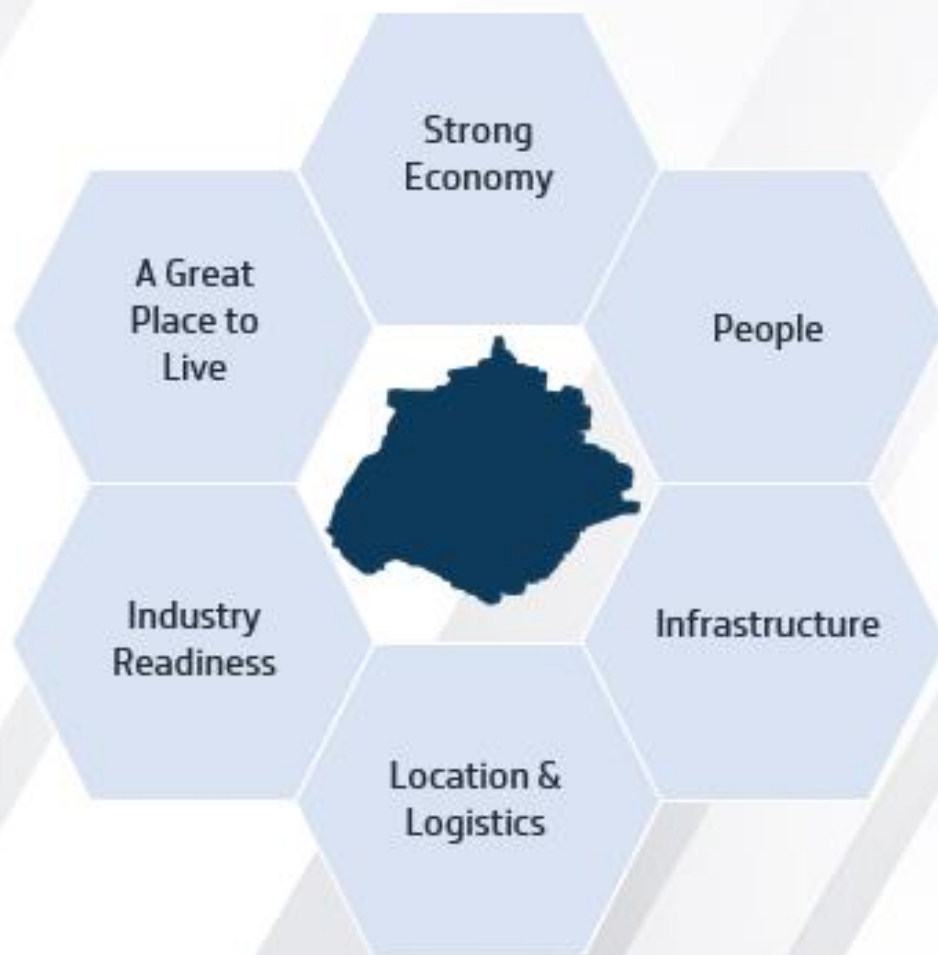 Strong
Economy
A Great
Place to
Live
People
Industry
Readiness
Infrastructure
Location &
Logistics